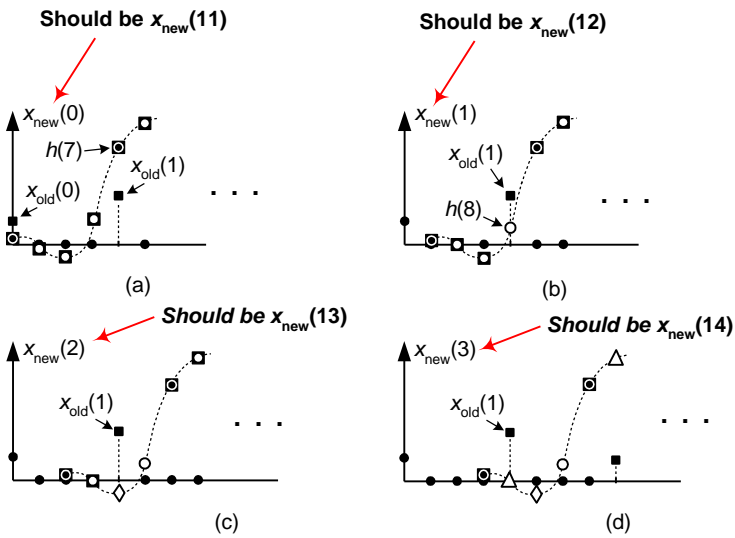 Should be xnew(11)
xnew(0)
h(7)
xold(1)
xold(0)
. . .
(a)
Should be xnew(12)
xnew(1)
xold(1)
h(8)
. . .
(b)
Should be xnew(13)
xnew(2)
xold(1)
. . .
(c)
Should be xnew(14)
xnew(3)
xold(1)
. . .
(d)